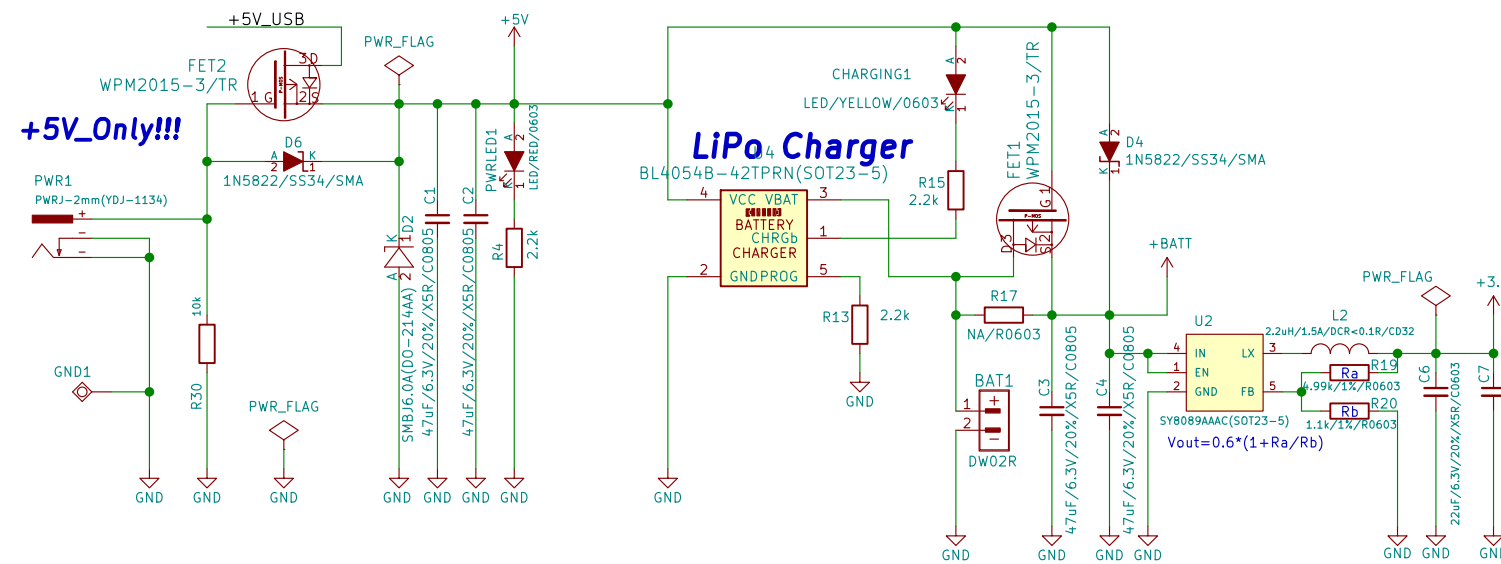 +5V_USB
FET2
WPM2015-3/TR
3 D
1 G
2 S
P-MOS
PWR_FLAG
+5V
+5V_Only!!!
D6
A
2
K
1
1N5822/SS34/SMA
PWR1
PWRJ-2mm(YDJ-1134)
+
-
-
10k
R30
GND1
PWR_FLAG
GND
GND
GND
D2
K
1
A
2
SMBJ6.0A(DO-214AA)
GND
C1
47uF/6.3V/20%/X5R/C0805
GND
C2
47uF/6.3V/20%/X5R/C0805
GND
PWRLED1
LED/RED/0603
A
2
K
1
R4
2.2k
GND
LiPo Charger
BL4054B-42TPRN(SOT23-5)
4
VCC
VBAT
3
BATTERY
CHRGb
1
CHARGER
2
GND
PROG
5
GND
CHARGING1
LED/YELLOW/0603
A
2
K
1
R15
2.2k
R13
2.2k
GND
FET1
WPM2015-3/TR
G
1
P-MOS
D
3
S
2
D4
1N5822/SS34/SMA
A
2
K
1
+BATT
R17
NA/R0603
BAT1
1
2
+
-
DW02R
GND
C3
47uF/6.3V/20%/X5R/C0805
GND
C4
47uF/6.3V/20%/X5R/C0805
GND
GND
U2
4
IN
LX
3
1
EN
2
GND
FB
5
SY8089AAAC(SOT23-5)
Vout=0.6*(1+Ra/Rb)
L2
2.2uH/1.5A/DCR<0.1R/CD32
R19
Ra
4.99k/1%/R0603
R20
Rb
1.1k/1%/R0603
GND
PWR_FLAG
C6
22uF/6.3V/20%/X5R/C0603
GND
+3.
C7